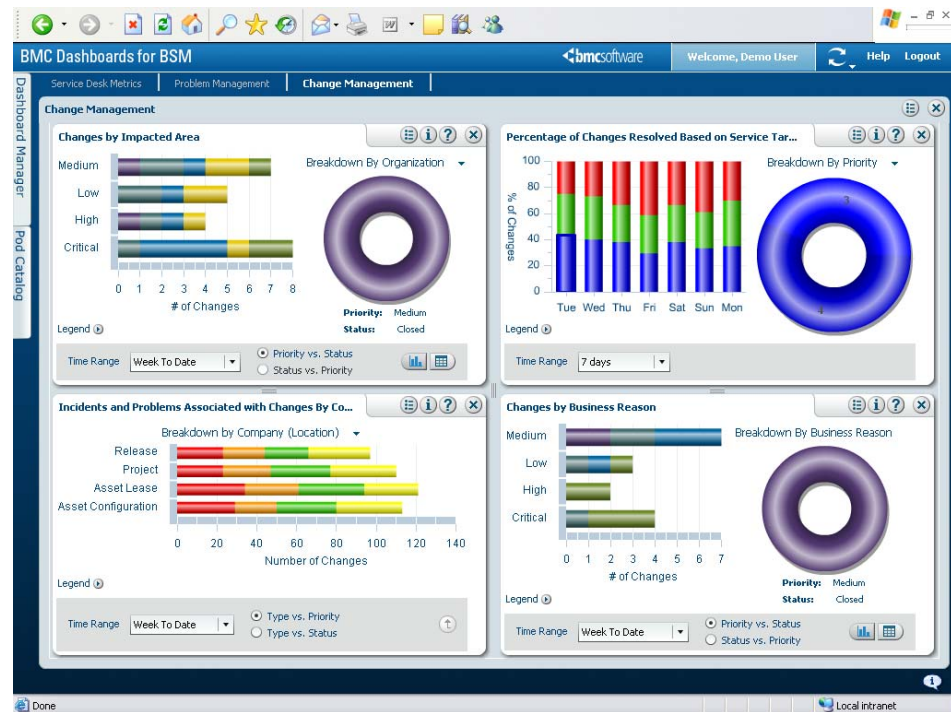 BMC Dashboards for BSM
bmcsoftware
Welcome, Demo User
Help
Logout
Dashboard Manager
Pod Catalog
Service Desk Metrics
Problem Management
Change Management
Change Management
Changes by Impacted Area
Breakdown By Organization
Medium
Low
High
Critical
0 1 2 3 4 5 6 7 8
# of Changes
Priority: Medium
Status: Closed
Legend
Time Range
Week To Date
Priority vs. Status
Status vs. Priority
Percentage of Changes Resolved Based on Service Tar...
Breakdown By Priority
% of Changes
100
80
60
40
20
0
Tue Wed Thu Fri Sat Sun Mon
3
4
Legend
Time Range
7 days
Incidents and Problems Associated with Changes By Co...
Breakdown by Company (Location)
Release
Project
Asset Lease
Asset Configuration
0 20 40 60 80 100 120 140
Number of Changes
Legend
Time Range
Week To Date
Type vs. Priority
Type vs. Status
Changes by Business Reason
Breakdown By Business Reason
Medium
Low
High
Critical
0 1 2 3 4 5 6 7
# of Changes
Priority: Medium
Status: Closed
Legend
Time Range
Week To Date
Priority vs. Status
Status vs. Priority
Done
Local intranet